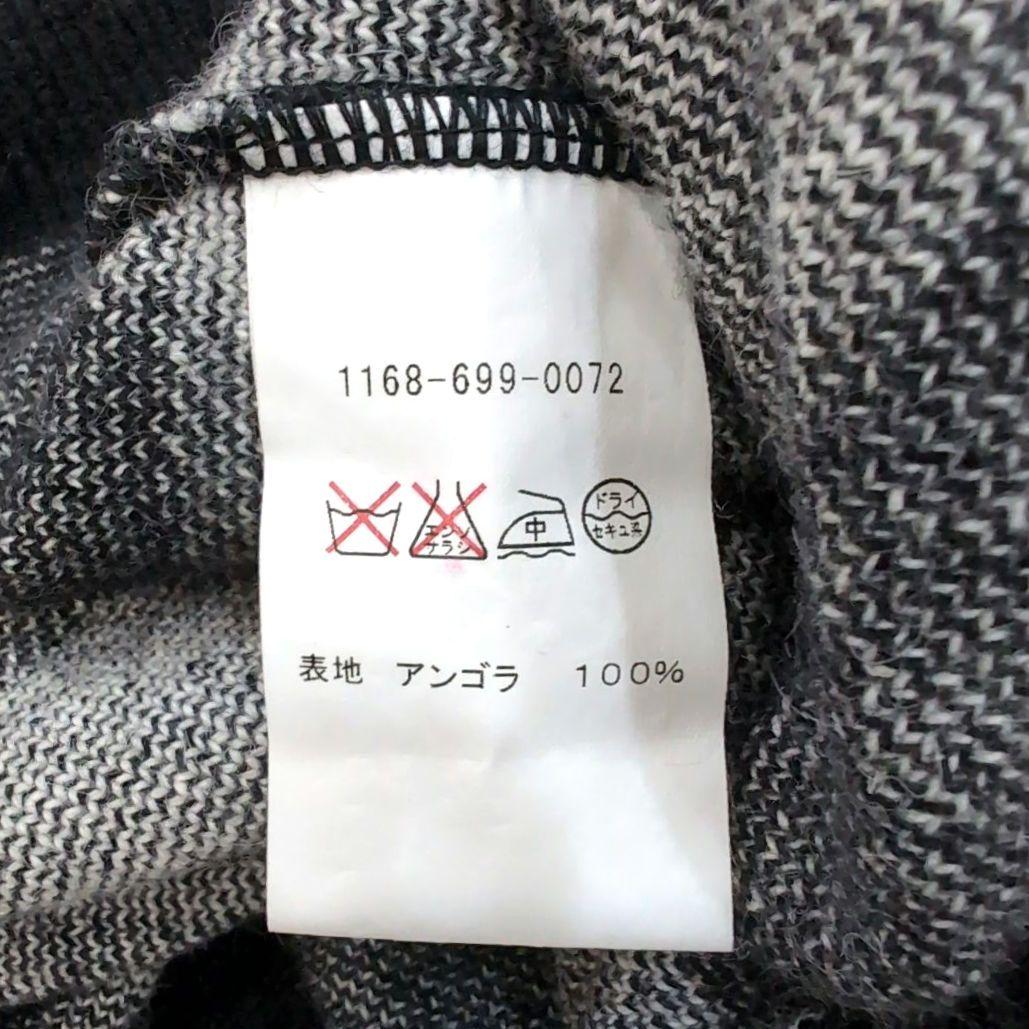 1168-699-0072
エンソ
サラシ
中
ドライ
セキユ系
表地 アンゴラ 100%